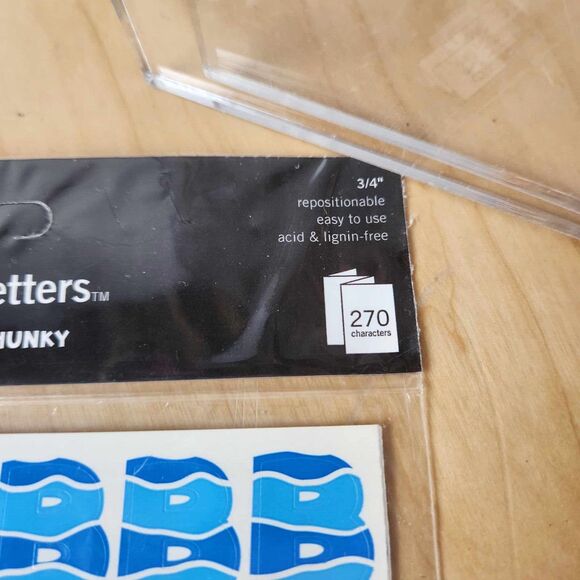 3/4"
repositionable
easy to use
acid & lignin-free
etters™
HUNKY
270
characters
B B B
B B B